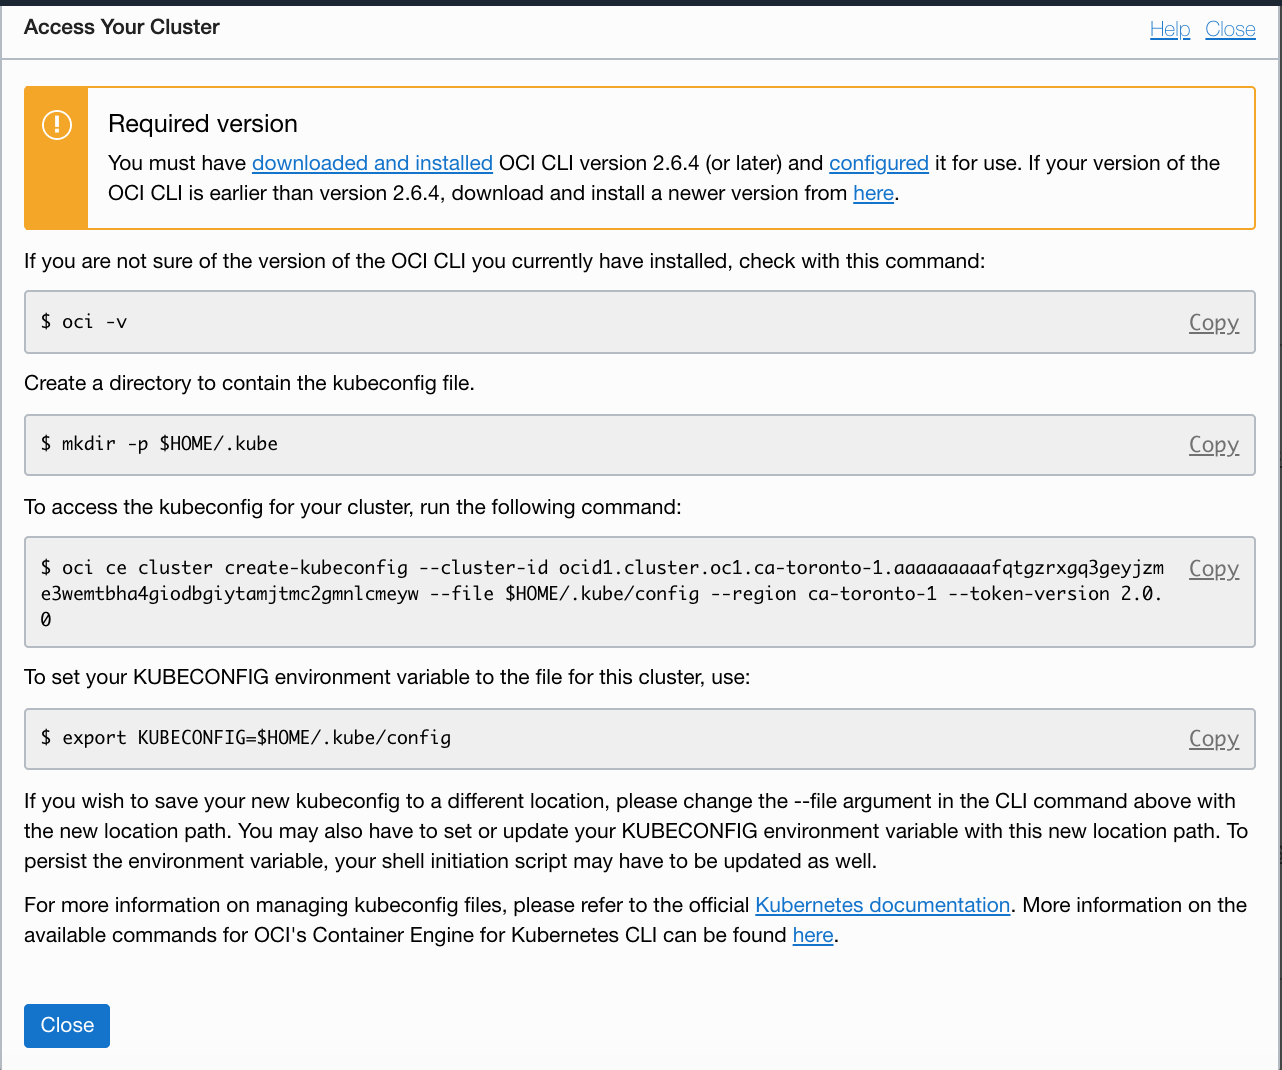 Access Your Cluster
Help Close
Required version
You must have downloaded and installed OCI CLI version 2.6.4 (or later) and configured it for use. If your version of the
OCI CLI is earlier than version 2.6.4, download and install a newer version from here.
If you are not sure of the version of the OCI CLI you currently have installed, check with this command:
$ oci -v
Copy
Create a directory to contain the kubeconfig file.
$ mkdir -p $HOME/.kube
Copy
To access the kubeconfig for your cluster, run the following command:
$ oci ce cluster create-kubeconfig --cluster-id ocid1.cluster.oc1.ca-toronto-1.aaaaaaaaafqtgzrxgq3geyjzm
Copy
e3wemtbha4giodbgiytamjtmc2gmnlcmeyw --file $HOME/.kube/config --region ca-toronto-1 --token-version 2.0.
0
To set your KUBECONFIG environment variable to the file for this cluster, use:
$ export KUBECONFIG=$HOME/.kube/config
Copy
If you wish to save your new kubeconfig to a different location, please change the --file argument in the CLI command above with
the new location path. You may also have to set or update your KUBECONFIG environment variable with this new location path. To
persist the environment variable, your shell initiation script may have to be updated as well.
For more information on managing kubeconfig files, please refer to the official Kubernetes documentation. More information on the
available commands for OCI's Container Engine for Kubernetes CLI can be found here.
Close